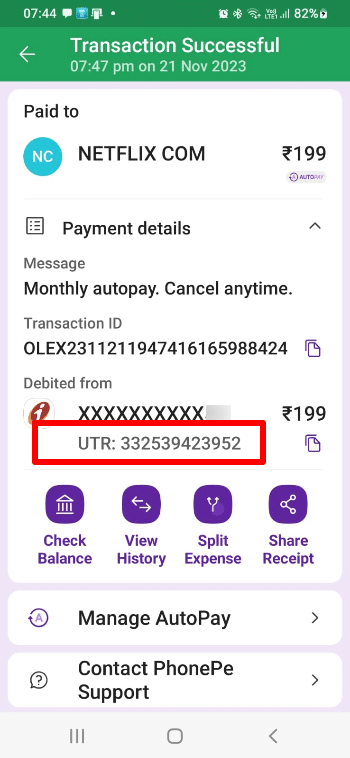 07:44 82%
Transaction Successful
07:47 pm on 21 Nov 2023
Paid to
NC NETFLIX COM ₹199
AUTOPAY
Payment details
Message
Monthly autopay. Cancel anytime.
Transaction ID
OLEX2311211947416165988424
Debited from
XXXXXXXXXX ₹199
UTR: 332539423952
Check Balance
View History
Split Expense
Share Receipt
Manage AutoPay
Contact PhonePe
Support